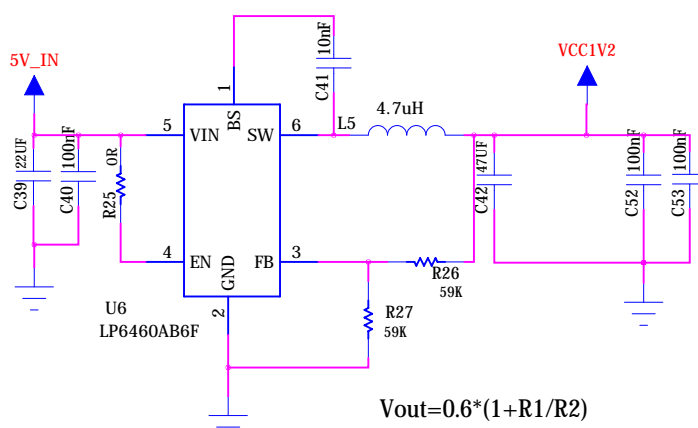 5V_IN
VCC1V2
1
BS
C41
10nF
L5
4.7uH
5
VIN
SW
6
C39
22UF
C40
100nF
R25
0R
C42
47UF
C52
100nF
C53
100nF
4
EN
GND
FB
3
R26
59K
U6
LP6460AB6F
2
R27
59K
Vout=0.6*(1+R1/R2)